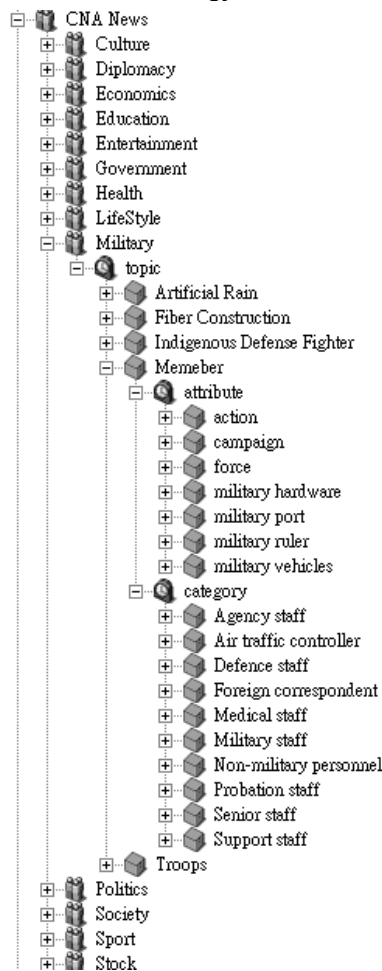 CNA News
Culture
Diplomacy
Economics
Education
Entertainment
Government
Health
LifeStyle
Military
topic
Artificial Rain
Fiber Construction
Indigenous Defense Fighter
Memeber
attribute
action
campaign
force
military hardware
military port
military ruler
military vehicles
category
Agency staff
Air traffic controller
Defence staff
Foreign correspondent
Medical staff
Military staff
Non-military personnel
Probation staff
Senior staff
Support staff
Troops
Politics
Society
Sport
Stock